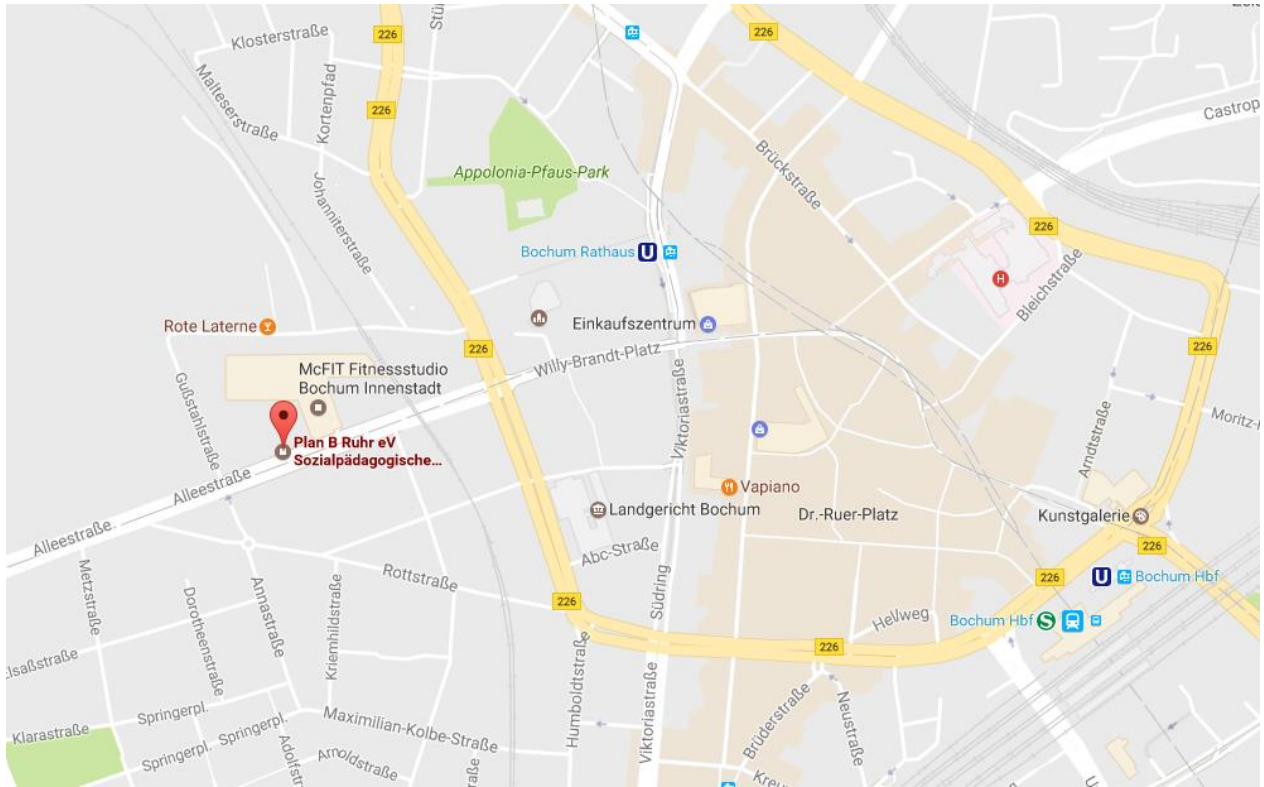 Klosterstraße
226
Malteserstraße
Kortenpfad
226
Castrop
Brückstraße
Appolonia-Pfaus-Park
Johanniterstraße
226
Bochum Rathaus U
H
Bleichstraße
Rote Laterne
Einkaufszentrum
226
226
Willy-Brandt-Platz
McFIT Fitnessstudio
Bochum Innenstadt
Gußstahlstraße
Viktoriastraße
Arndtstraße
Moritz-
Plan B Ruhr eV
Sozialpädagogische...
Vapiano
Alleestraße
Landgericht Bochum
Dr.-Ruer-Platz
Kunstgalerie
Alleestraße
Abc-Straße
226
Metzstraße
Rottstraße
226
226
U
Bochum Hbf
Dorotheenstraße
Annastraße
Kriemhildstraße
Südring
Hellweg
Bochum Hbf S
226
lsaßstraße
Humboldtstraße
Viktoriastraße
Brüderstraße
Neustraße
Springerpl.
Springerpl.
Springerpl.
Maximilian-Kolbe-Straße
Klarastraße
Adolfstr
Arnoldstraße
raße
Kreu
U